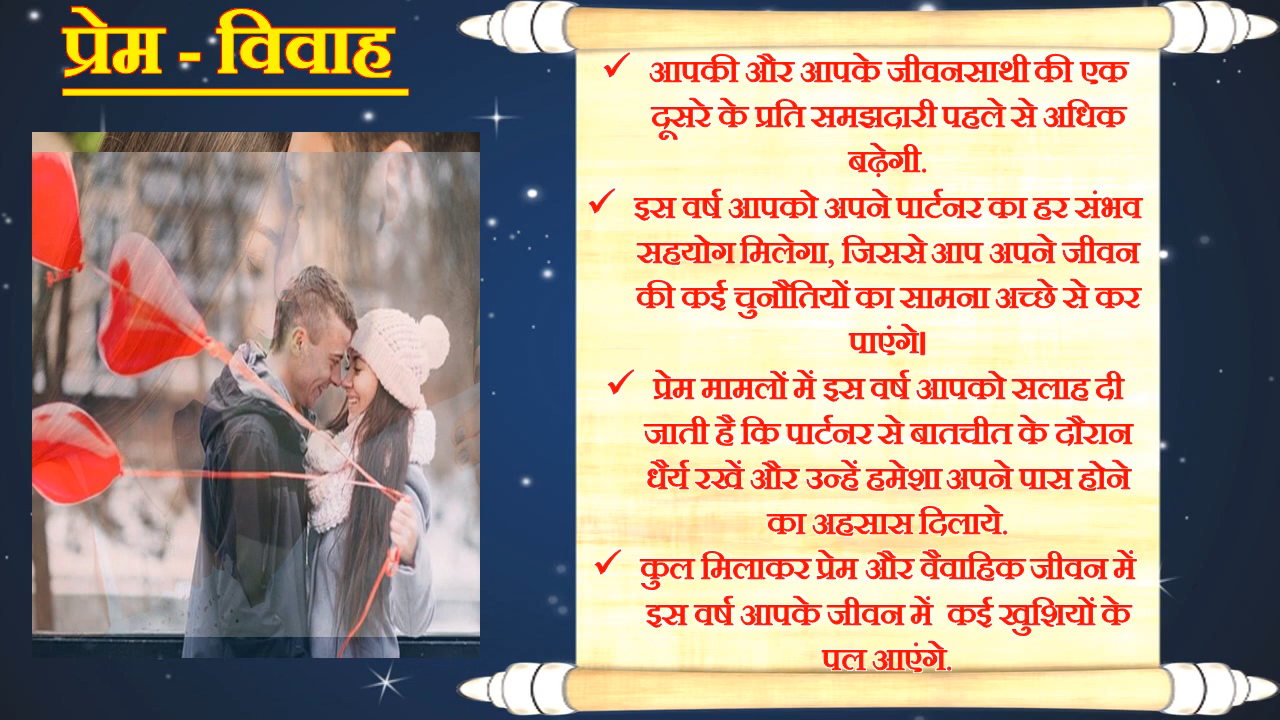 प्रेम - विवाह
✓ आपकी और आपके जीवनसाथी की एक
दूसरे के प्रति समझदारी पहले से अधिक
बढ़ेगी.
✓ इस वर्ष आपको अपने पार्टनर का हर संभव
सहयोग मिलेगा, जिससे आप अपने जीवन
की कई चुनौतियों का सामना अच्छे से कर
पाएंगे।
✓ प्रेम मामलों में इस वर्ष आपको सलाह दी
जाती है कि पार्टनर से बातचीत के दौरान
धैर्य रखें और उन्हें हमेशा अपने पास होने
का अहसास दिलाये.
✓ कुल मिलाकर प्रेम और वैवाहिक जीवन में
इस वर्ष आपके जीवन में कई खुशियों के
पल आएंगे.